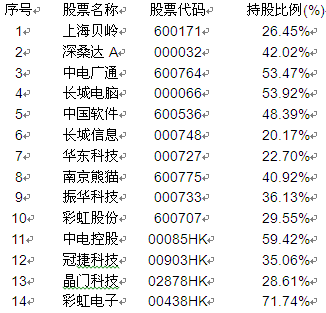 序号 股票名称 股票代码 持股比例(%)
1 上海贝岭 600171 26.45%
2 深桑达 A 000032 42.02%
3 中电广通 600764 53.47%
4 长城电脑 000066 53.92%
5 中国软件 600536 48.39%
6 长城信息 000748 20.17%
7 华东科技 000727 22.70%
8 南京熊猫 600775 40.92%
9 振华科技 000733 36.13%
10 彩虹股份 600707 29.55%
11 中电控股 00085HK 59.42%
12 冠捷科技 00903HK 35.06%
13 晶门科技 02878HK 28.61%
14 彩虹电子 00438HK 71.74%